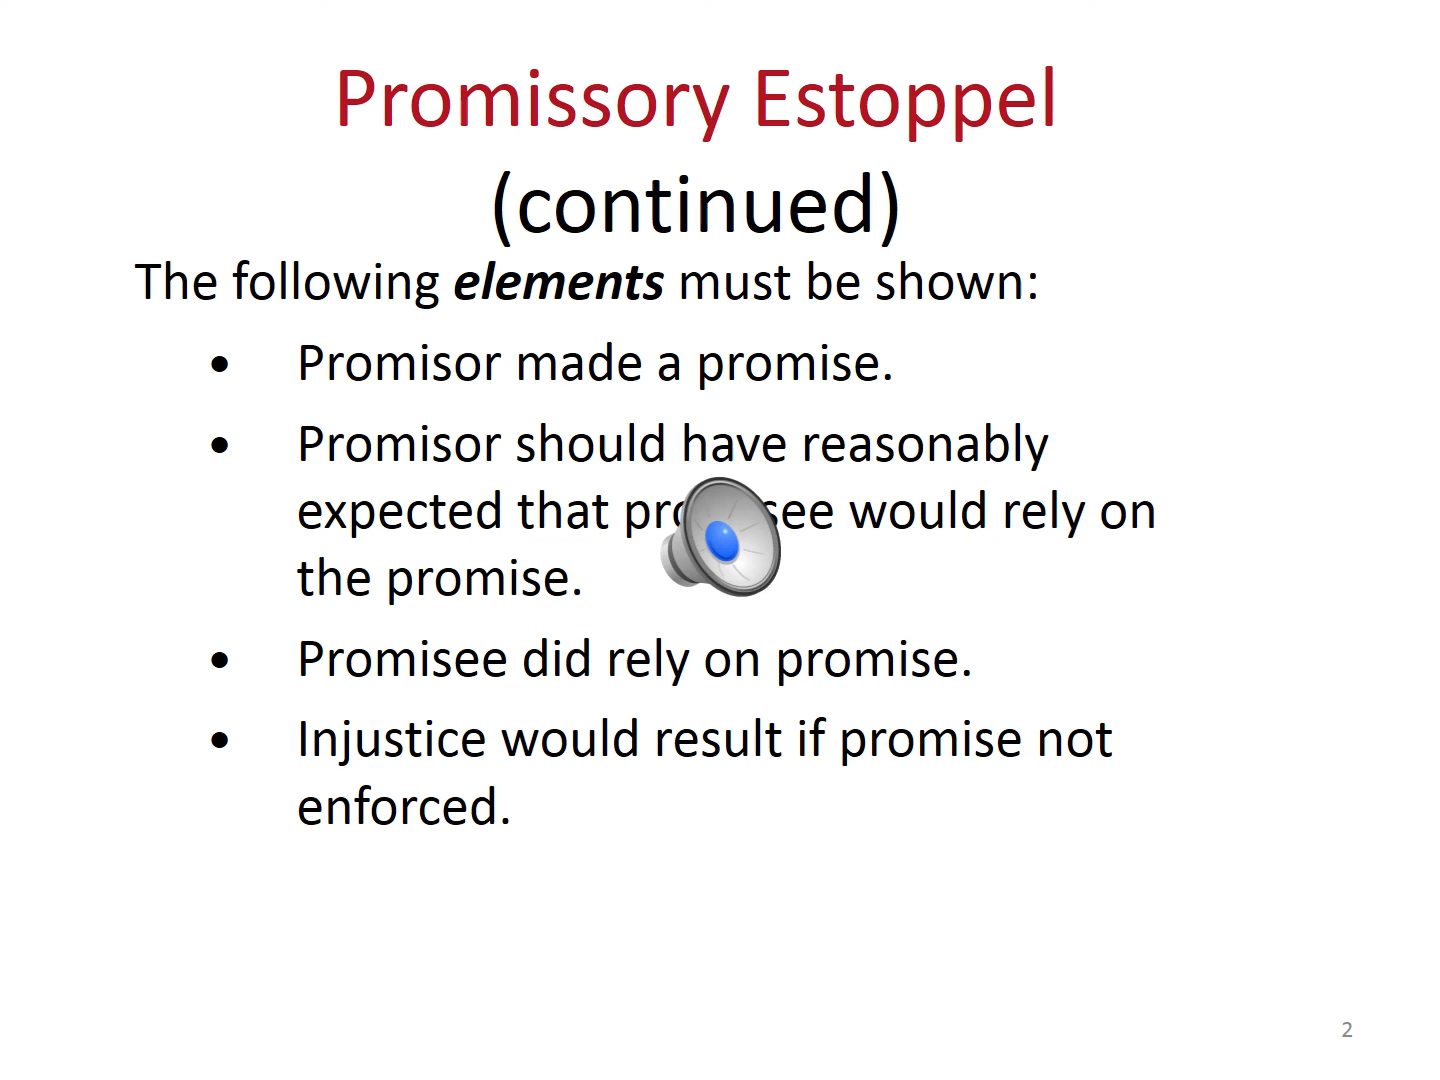 Promissory Estoppel
(continued)
The following elements must be shown:
• Promisor made a promise.
• Promisor should have reasonably
expected that promisee would rely on
the promise.
• Promisee did rely on promise.
• Injustice would result if promise not
enforced.
2